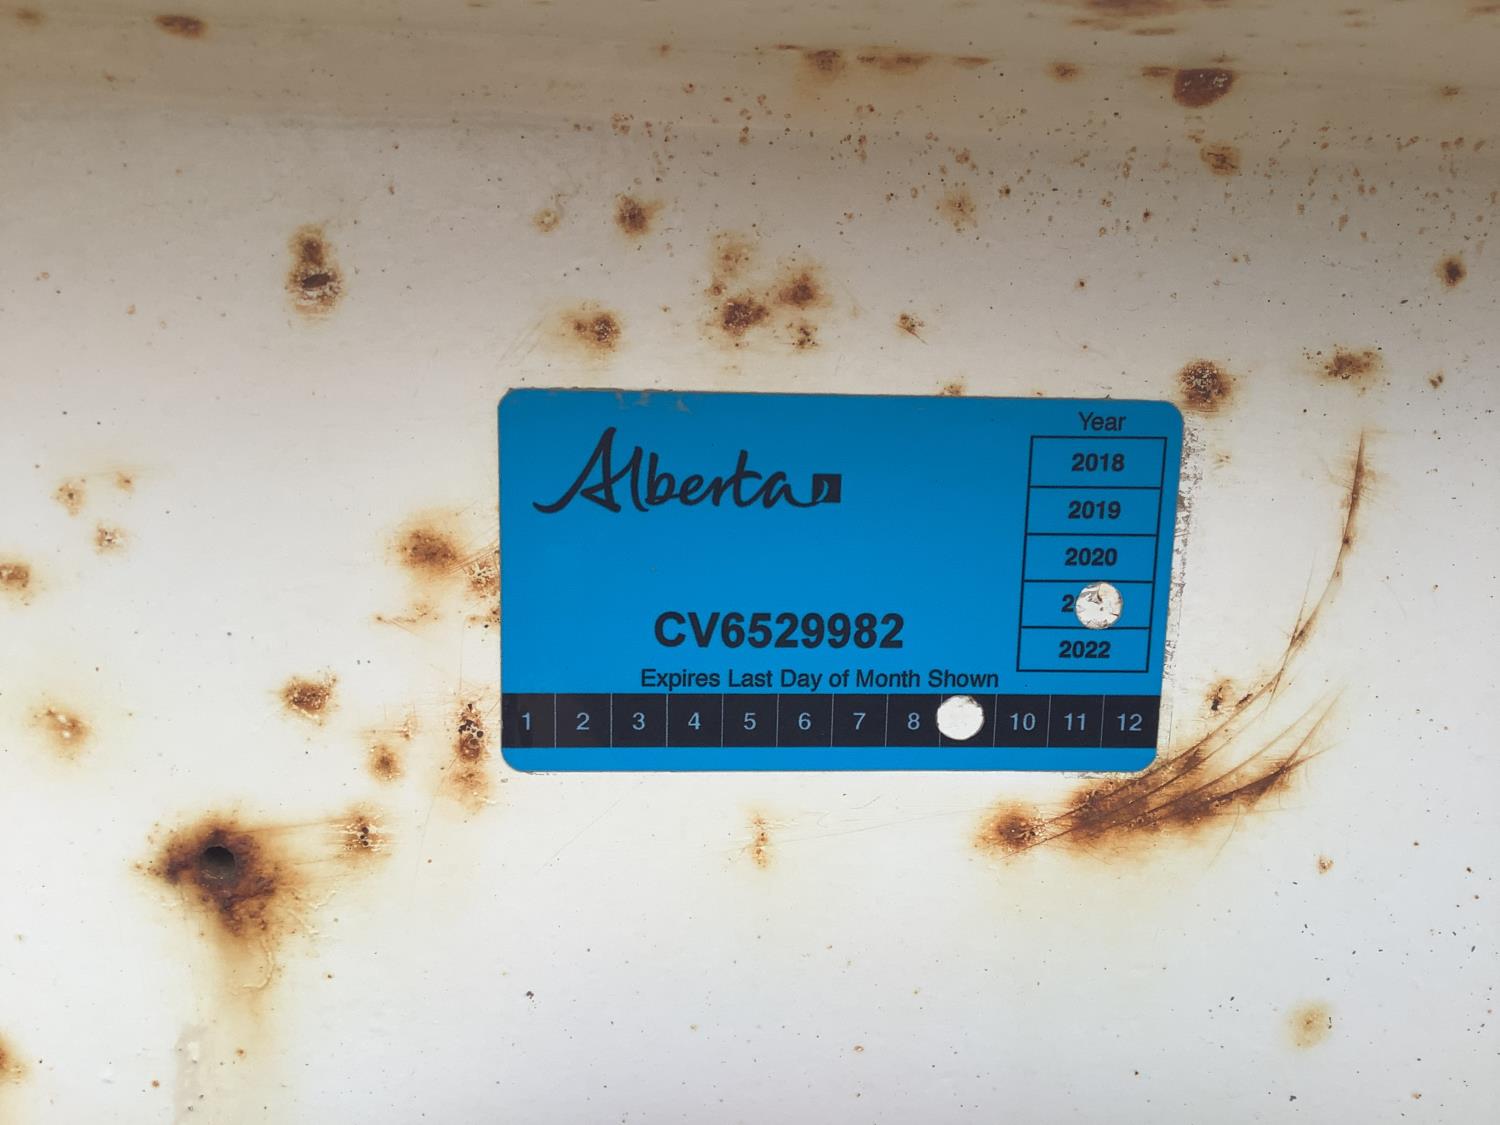 Alberta
Year
2018
2019
2020
2022
CV6529982
Expires Last Day of Month Shown
1 2 3 4 5 6 7 8 10 11 12